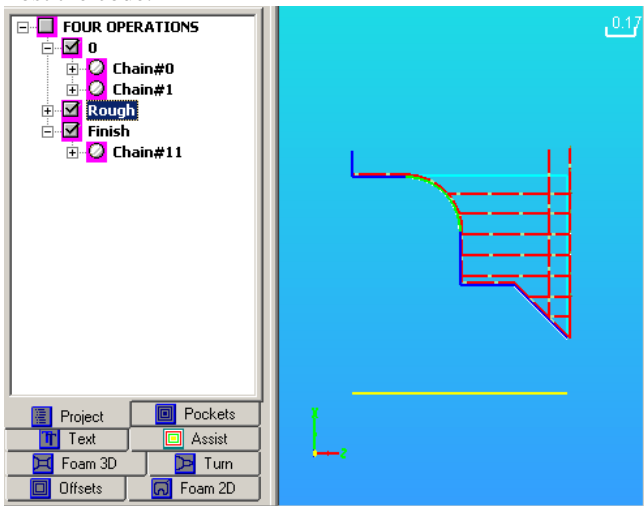 FOUR OPERATIONS
0
Chain#0
Chain#1
Rough
Finish
Chain#11
Project
Pockets
Text
Assist
Foam 3D
Turn
Offsets
Foam 2D
0.17